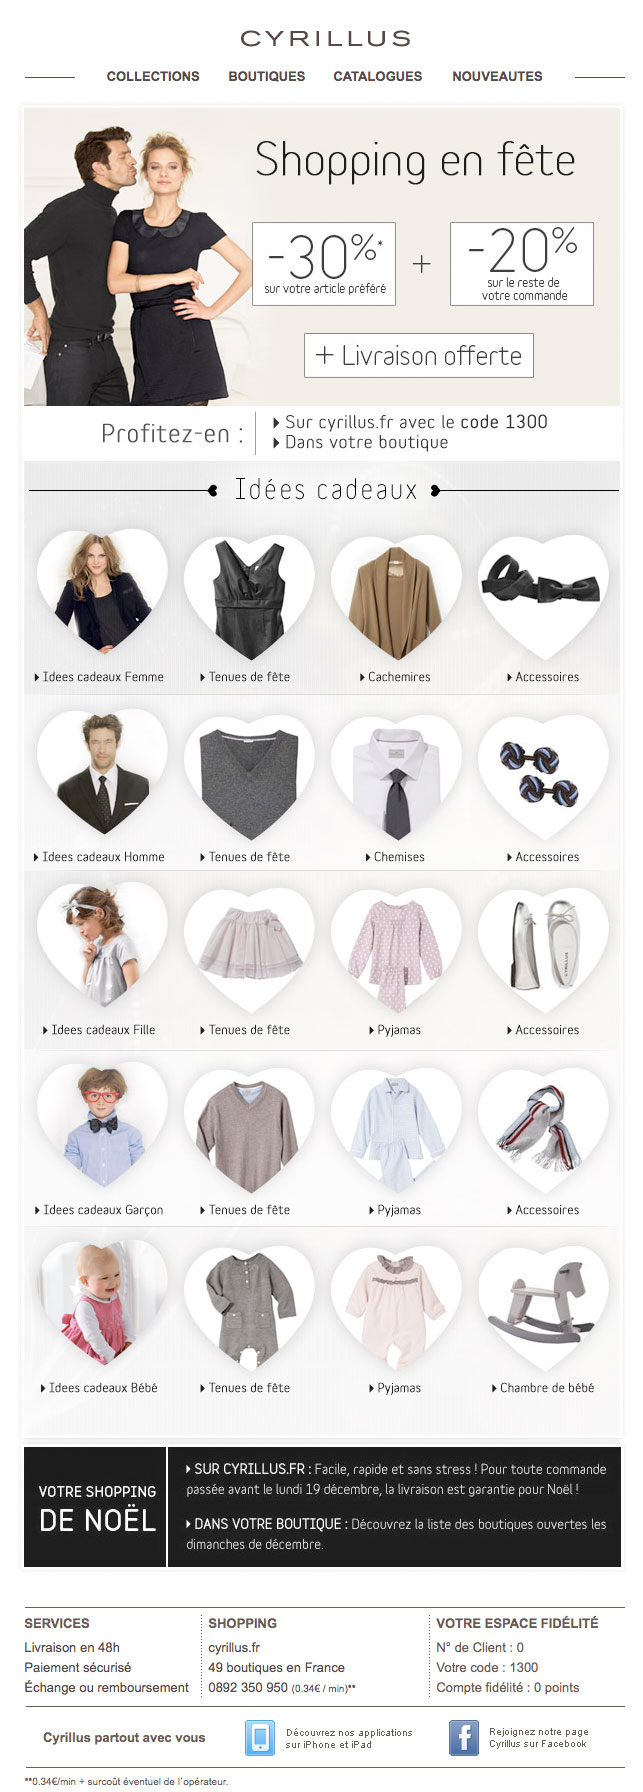 CYRILLUS
COLLECTIONS BOUTIQUES CATALOGUES NOUVEAUTES
Shopping en fête
-30%* + -20%
sur votre article préféré
sur le reste de
votre commande
+ Livraison offerte
Profitez-en :
Sur cyrillus.fr avec le code 1300
Dans votre boutique
Idées cadeaux
Idees cadeaux Femme Tenues de fête Cachemires Accessoires
Idees cadeaux Homme Tenues de fête Chemises Accessoires
CYRILLUS
Idees cadeaux Fille Tenues de fête Pyjamas Accessoires
Idees cadeaux Garçon Tenues de fête Pyjamas Accessoires
Idees cadeaux Bébé Tenues de fête Pyjamas Chambre de bébé
VOTRE SHOPPING
DE NOËL
SUR CYRILLUS.FR : Facile, rapide et sans stress ! Pour toute commande
passée avant le lundi 19 décembre, la livraison est garantie pour Noël !
DANS VOTRE BOUTIQUE : Découvrez la liste des boutiques ouvertes les
dimanches de décembre.
SERVICES
Livraison en 48h
Paiement sécurisé
Échange ou remboursement
SHOPPING
cyrillus.fr
49 boutiques en France
0892 350 950 (0.34€ / min)**
VOTRE ESPACE FIDÉLITÉ
N° de Client : 0
Votre code : 1300
Compte fidélité : 0 points
Cyrillus partout avec vous
Découvrez nos applications
sur iPhone et iPad
Rejoignez notre page
Cyrillus sur Facebook
**0.34€/min + surcoût éventuel de l'opérateur.